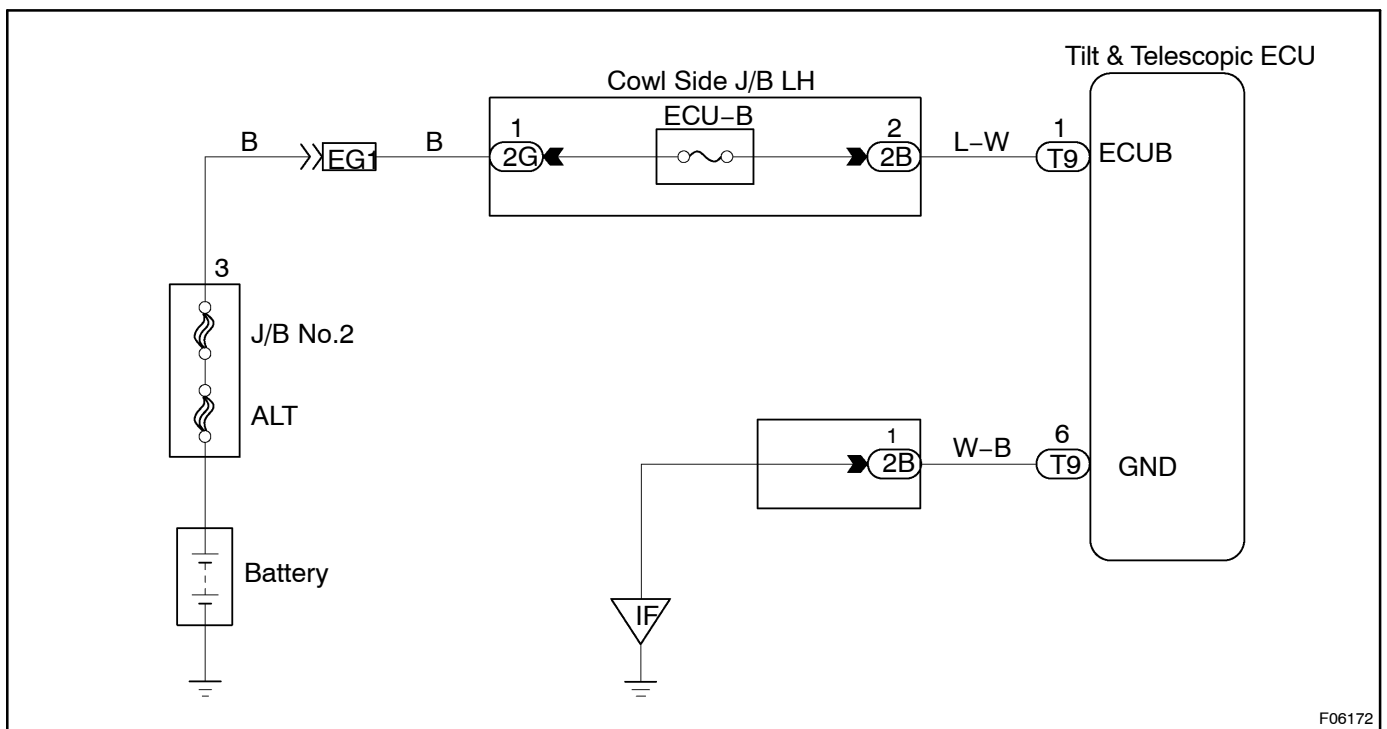 Tilt & Telescopic ECU
Cowl Side J/B LH
ECU-B
B
EG1
B
1
2G
2
2B
L-W
1
T9
ECUB
3
J/B No.2
ALT
1
2B
W-B
6
T9
GND
Battery
IF
F06172